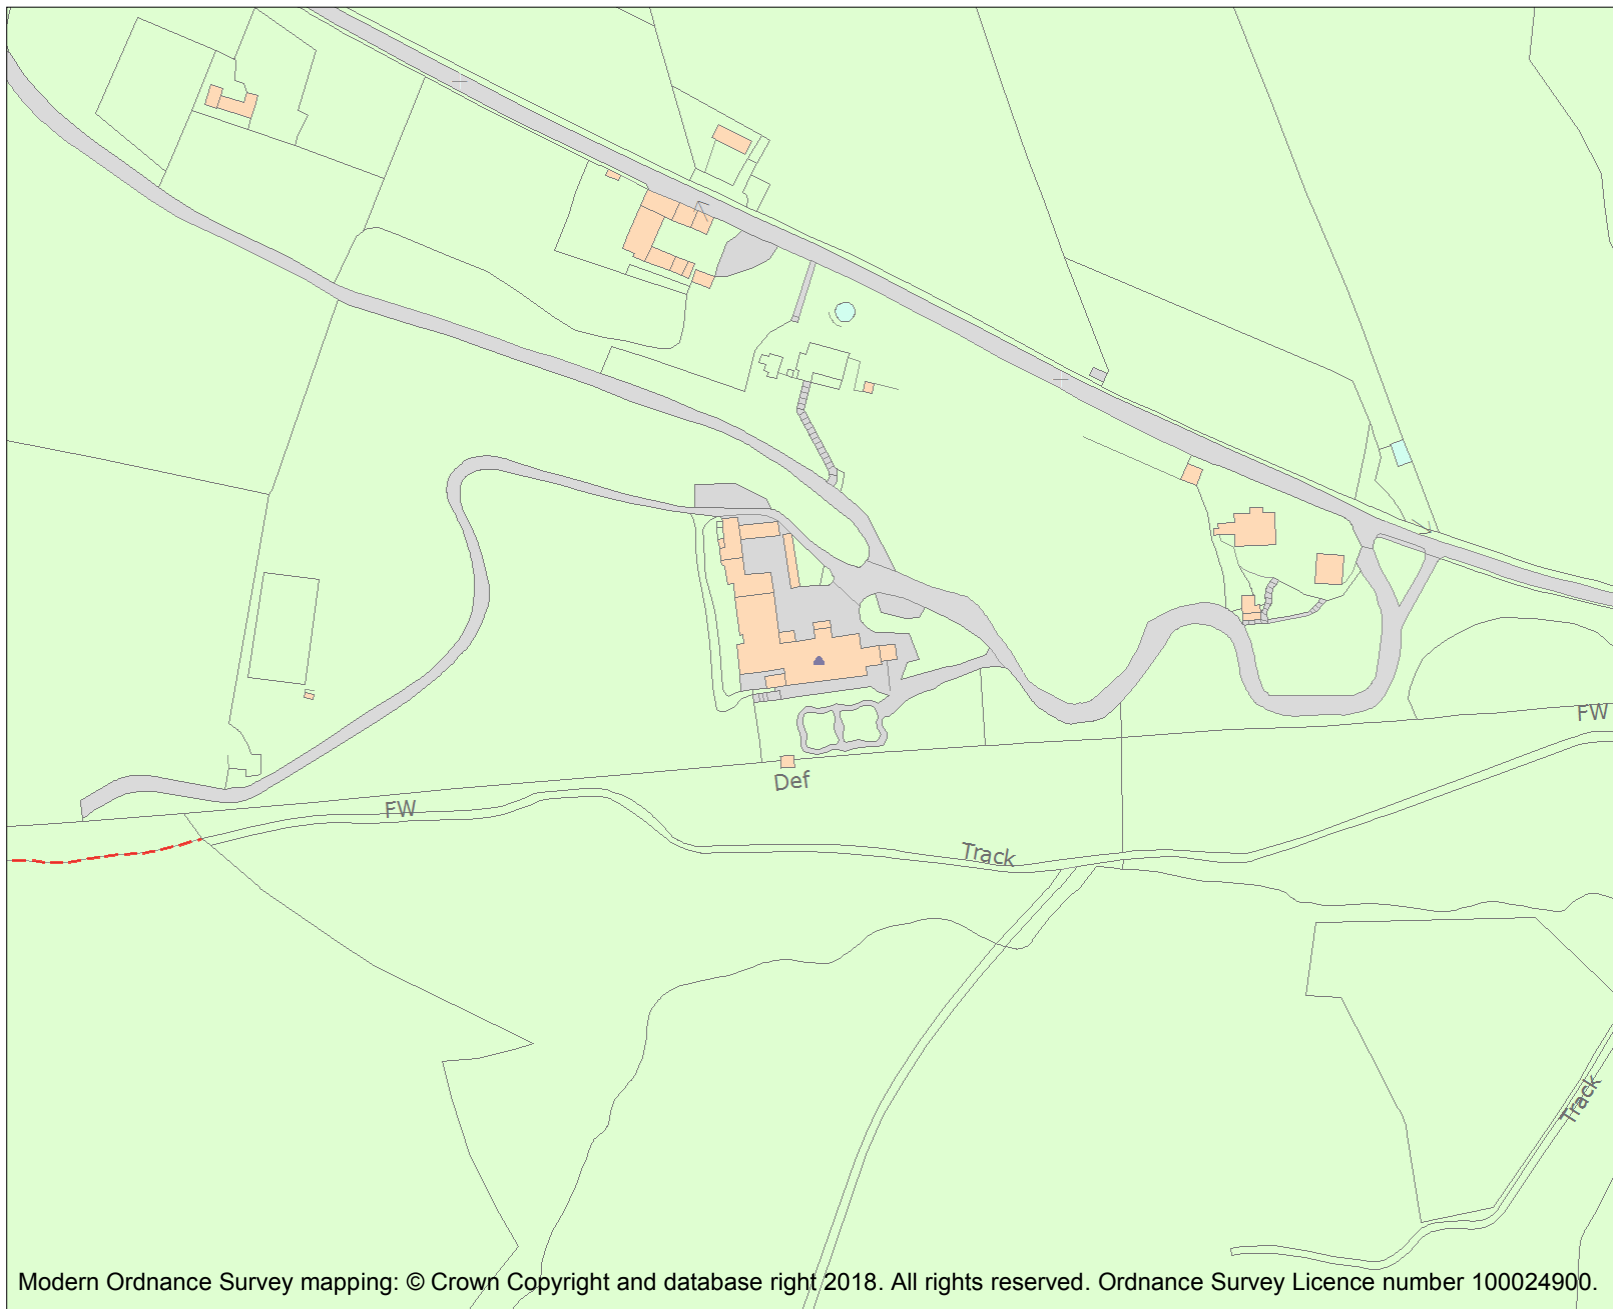 FW
Def
FW
Track
Track
Modern Ordnance Survey mapping: © Crown Copyright and database right 2018. All rights reserved. Ordnance Survey Licence number 100024900.